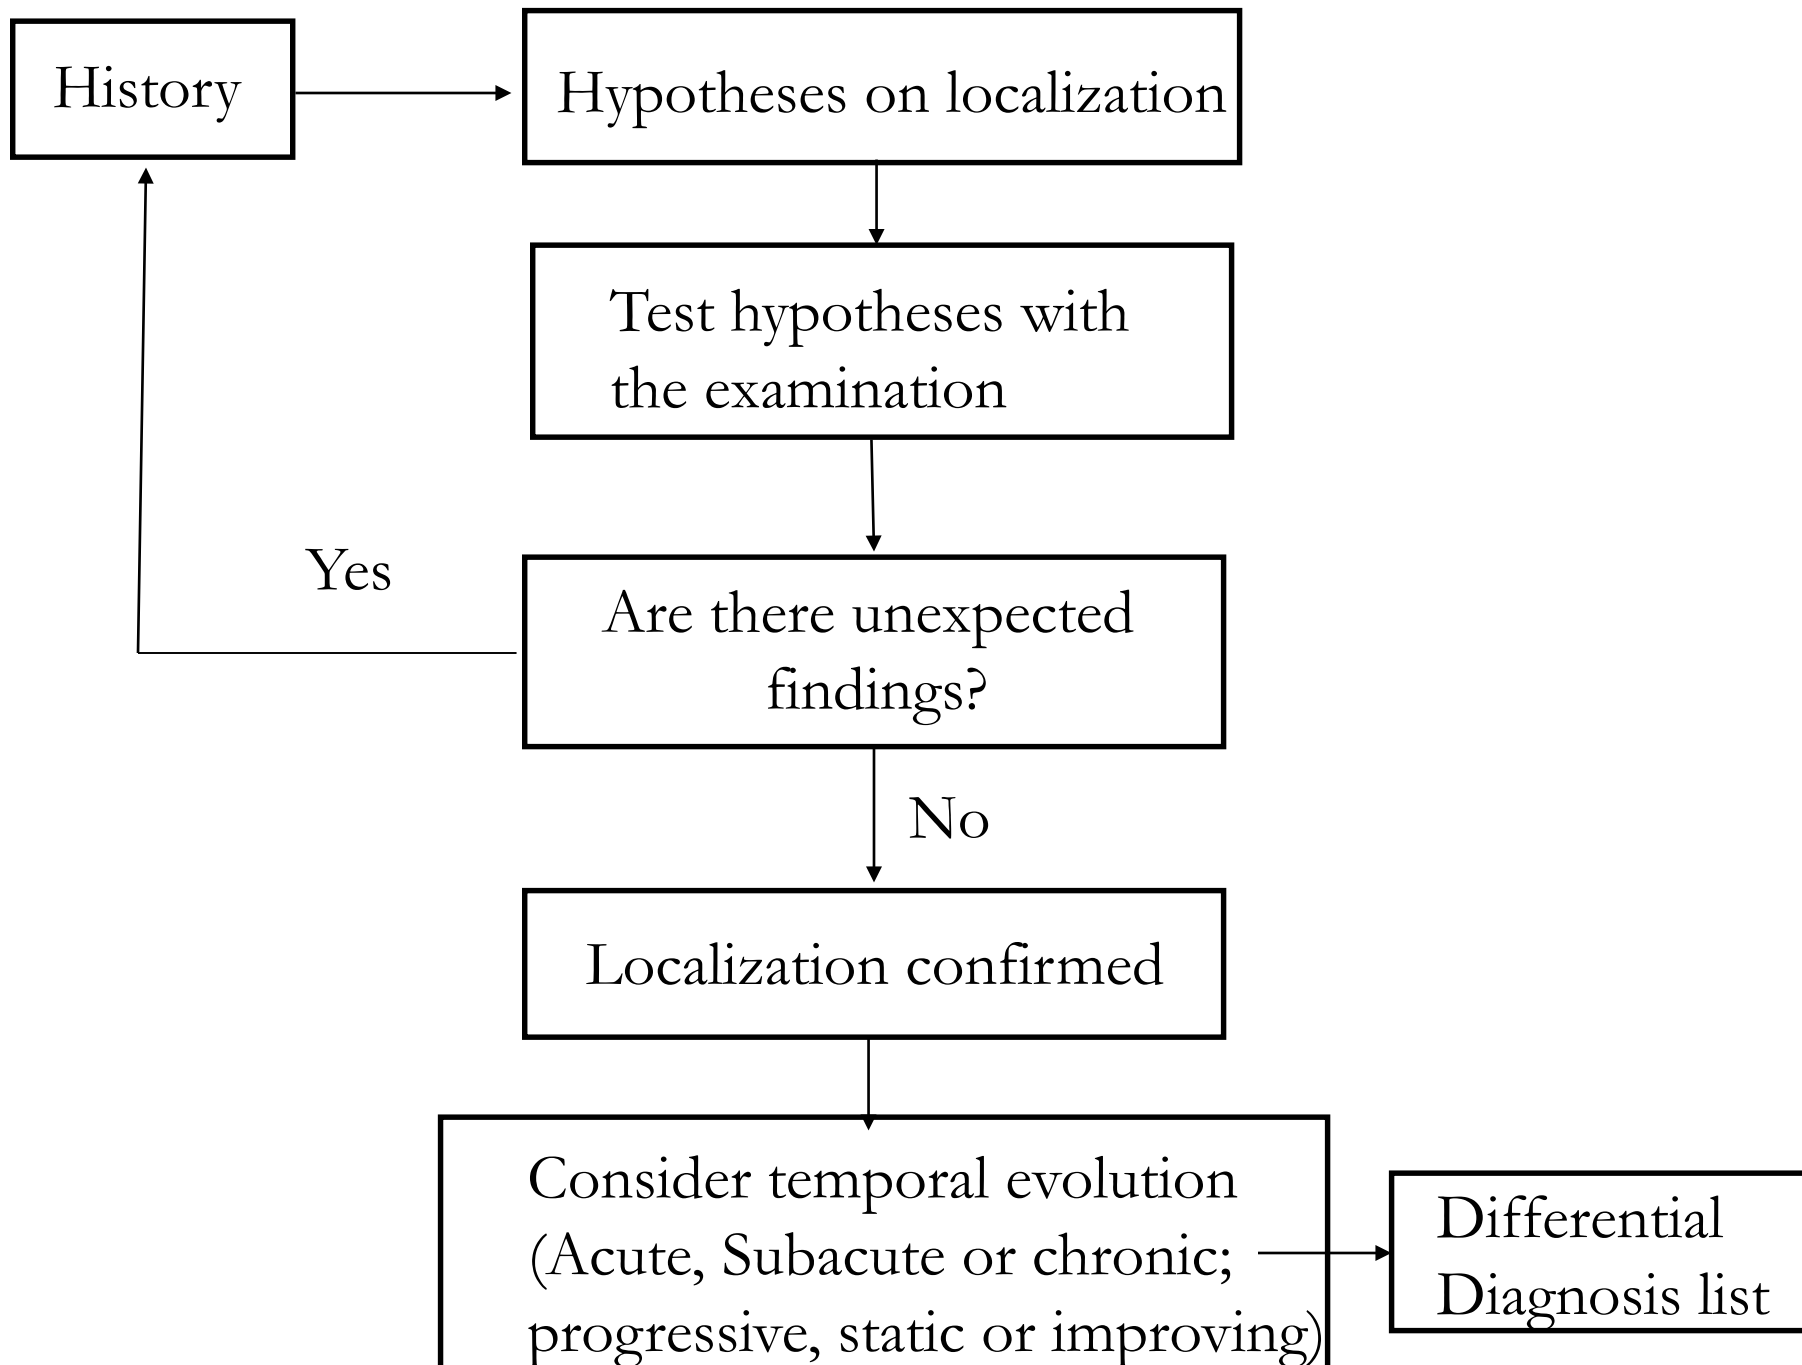 History
Hypotheses on localization
Test hypotheses with
the examination
Yes
Are there unexpected
findings?
No
Localization confirmed
Consider temporal evolution
(Acute, Subacute or chronic;
progressive, static or improving)
Differential
Diagnosis list